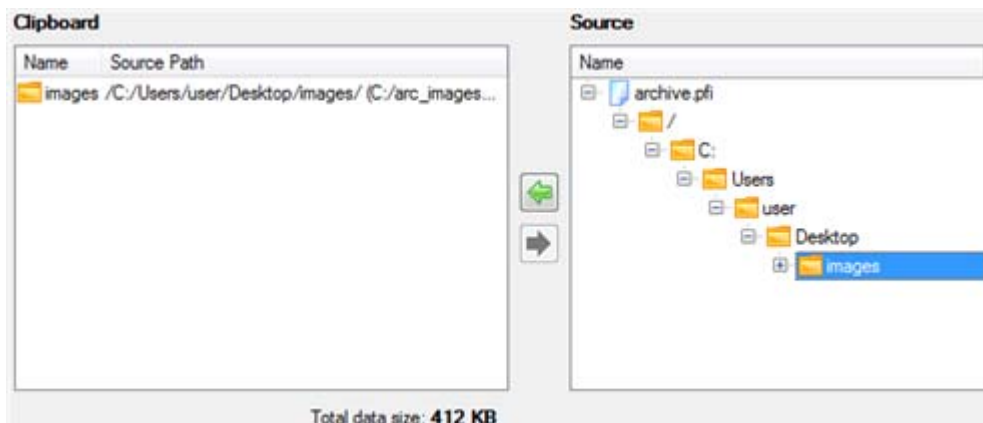 Clipboard
Name Source Path
images /C:/Users/user/Desktop/images/ (C:/arc_images...
Total data size: 412 KB
Source
Name
archive.pfi
/
C:
Users
user
Desktop
images